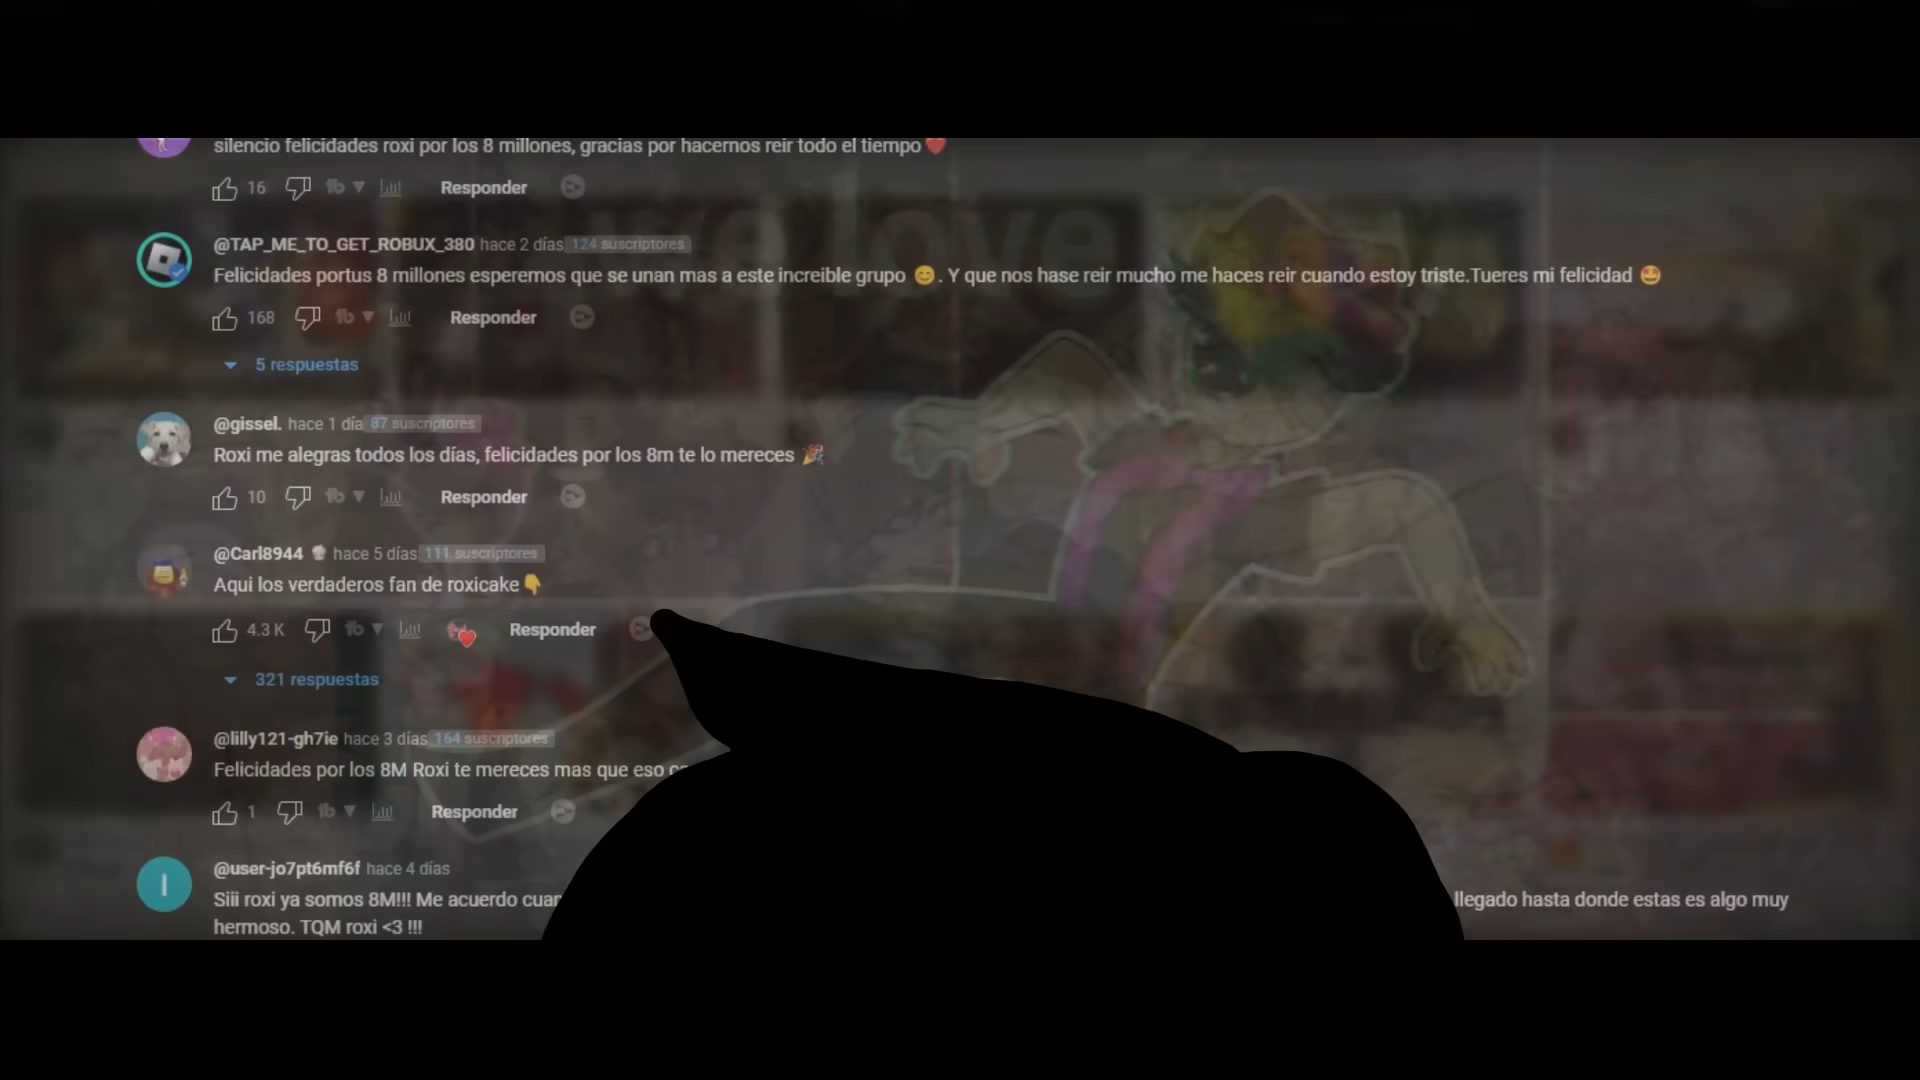 silencio felicidades roxi por los 8 millones, gracias por hacernos reir todo el tiempo ❤️
16 Responder
we love
@TAP_ME_TO_GET_ROBUX_380 hace 2 días 124 suscriptores
Felicidades portus 8 millones esperemos que se unan mas a este increible grupo 😊. Y que nos hase reir mucho me haces reir cuando estoy triste.Tueres mi felicidad 🤩
168 Responder
5 respuestas
@gissel. hace 1 día 87 suscriptores
Roxi me alegras todos los días, felicidades por los 8m te lo mereces 🎉
10 Responder
@Carl8944 hace 5 días 111 suscriptores
Aqui los verdaderos fan de roxicake👇
4.3 K Responder
321 respuestas
@lilly121-gh7ie hace 3 días 164 suscriptores
Felicidades por los 8M Roxi te mereces mas que eso
1 Responder
@user-jo7pt6mf6f hace 4 días
Siii roxi ya somos 8M!!! Me acuerdo llegado hasta donde estas es algo muy
hermoso. TQM roxi <3 !!!